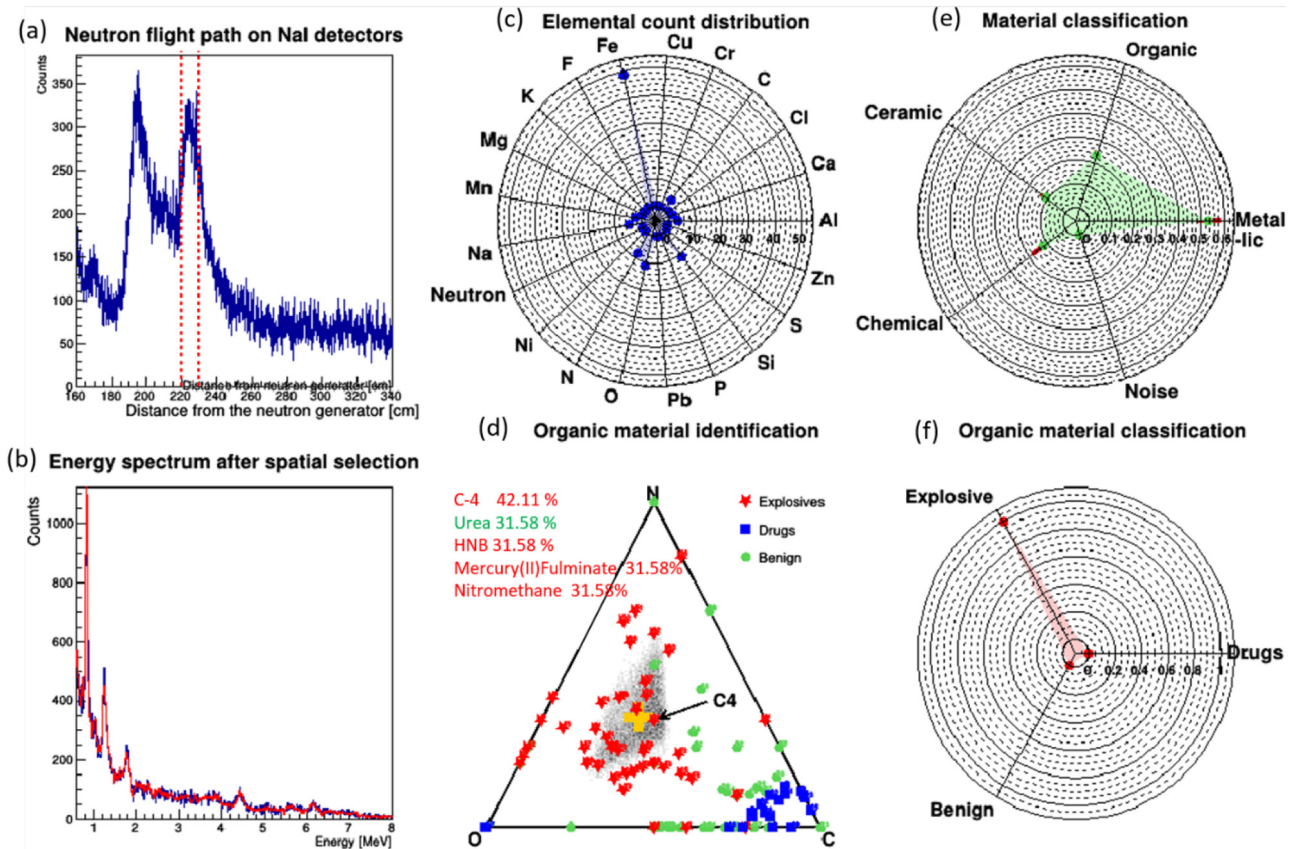 (a) Neutron flight path on NaI detectors
Counts
350
300
250
200
150
100
50
0
160 180 200 220 240 260 280 300 320 340
Distance from neutron generator [cm]
Distance from the neutron generator [cm]
(b) Energy spectrum after spatial selection
Counts
1000
800
600
400
200
0
1 2 3 4 5 6 7 8
Energy [MeV]
(c) Elemental count distribution
Cu
Fe
Cr
F
C
K
Cl
Mg
Ca
Mn
Al
0 10 20 30 40 50
Na
Zn
Neutron
S
Ni
Si
N
P
O
Pb
(d) Organic material identification
C-4 42.11 %
Urea 31.58 %
HNB 31.58 %
Mercury(II)Fulminate 31.58%
Nitromethane 31.58%
N
Explosives
Drugs
Benign
C4
O
C
(e) Material classification
Organic
Ceramic
Metal
-lic
0 0.1 0.2 0.3 0.4 0.5 0.6
Chemical
Noise
(f) Organic material classification
Explosive
Drugs
0 0.2 0.4 0.6 0.8 1
Benign